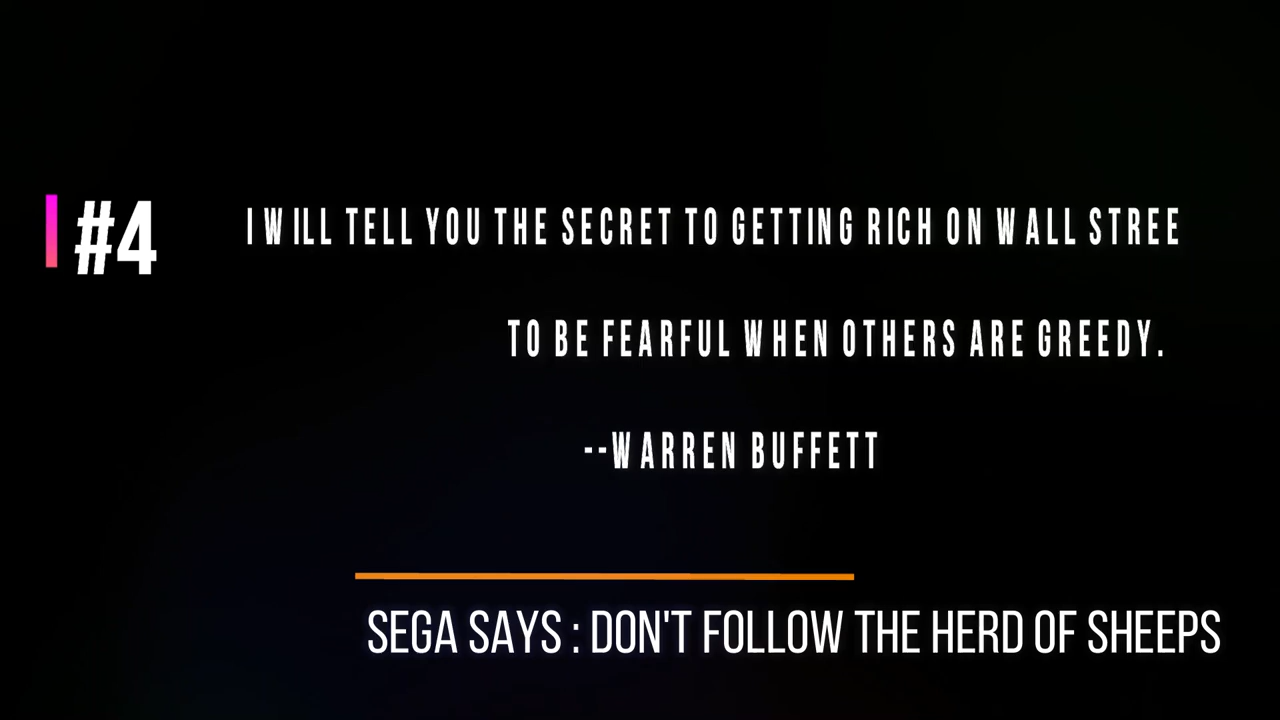 #4 I WILL TELL YOU THE SECRET TO GETTING RICH ON WALL STREE
TO BE FEARFUL WHEN OTHERS ARE GREEDY.
--WARREN BUFFETT
SEGA SAYS : DON'T FOLLOW THE HERD OF SHEEPS